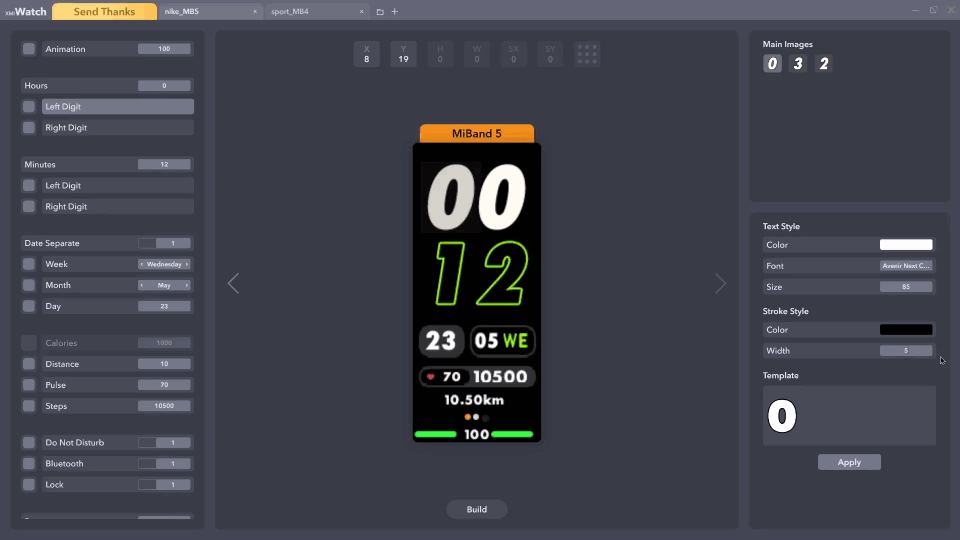 xmiWatch
Send Thanks
nike_MB5 ×
sport_MB4 ×
+
Animation 100
Hours 0
Left Digit
Right Digit
Minutes 12
Left Digit
Right Digit
Date Separate 1
Week ‹ Wednesday ›
Month ‹ May ›
Day 23
Calories 1000
Distance 10
Pulse 70
Steps 10500
Do Not Disturb 1
Bluetooth 1
Lock 1
X 8
Y 19
H 0
W 0
SX 0
SY 0
MiBand 5
00
12
23 05 WE
70 10500
10.50km
100
Build
Main Images
0 3 2
Text Style
Color
Font Avenir Next C...
Size 85
Stroke Style
Color
Width 5
Template
0
Apply